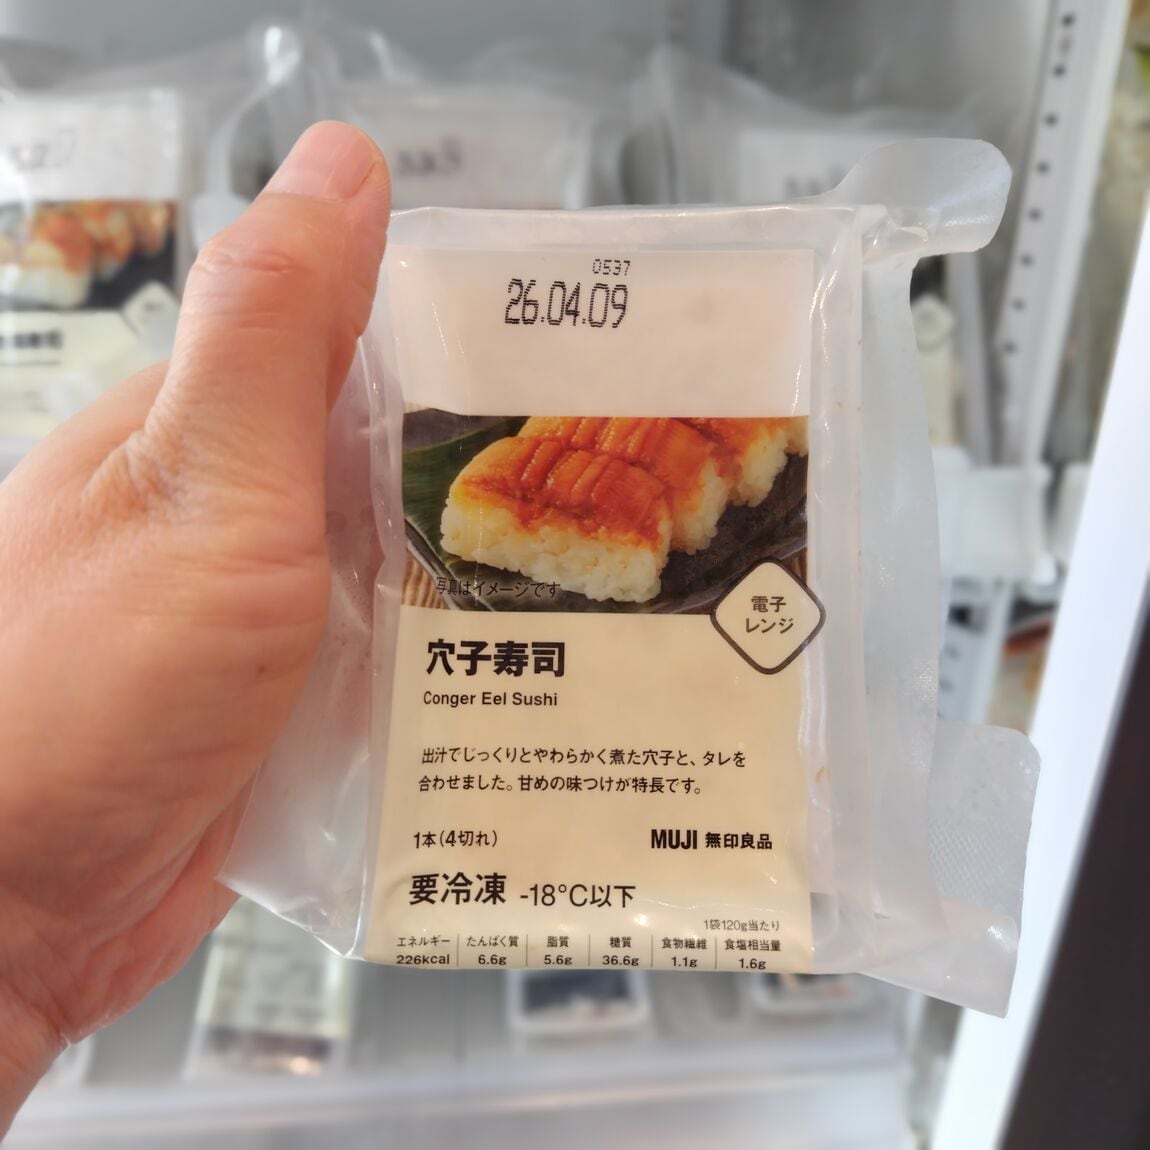 0537
26.04.09
写真はイメージです
電子
レンジ
穴子寿司
Conger Eel Sushi
出汁でじっくりとやわらかく煮た穴子と、タレを
合わせました。甘めの味つけが特長です。
1本(4切れ)
MUJI 無印良品
要冷凍 -18°C以下
1袋120g当たり
エネルギー たんぱく質 脂質 糖質 食物繊維 食塩相当量
226kcal 6.6g 5.6g 36.6g 1.1g 1.6g
寿司